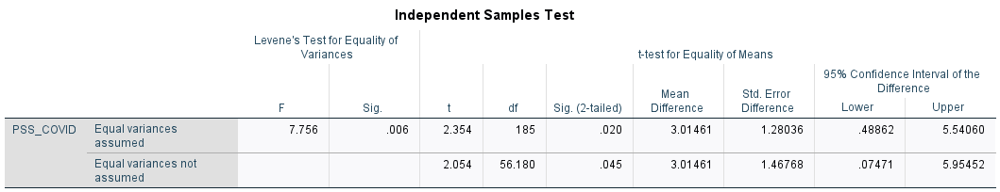 Independent Samples Test
Levene's Test for Equality of
Variances
t-test for Equality of Means
95% Confidence Interval of the
Difference
F Sig. t df Sig. (2-tailed) Mean
Difference Std. Error
Difference Lower Upper
PSS_COVID Equal variances
assumed 7.756 .006 2.354 185 .020 3.01461 1.28036 .48862 5.54060
Equal variances not
assumed 2.054 56.180 .045 3.01461 1.46768 .07471 5.95452